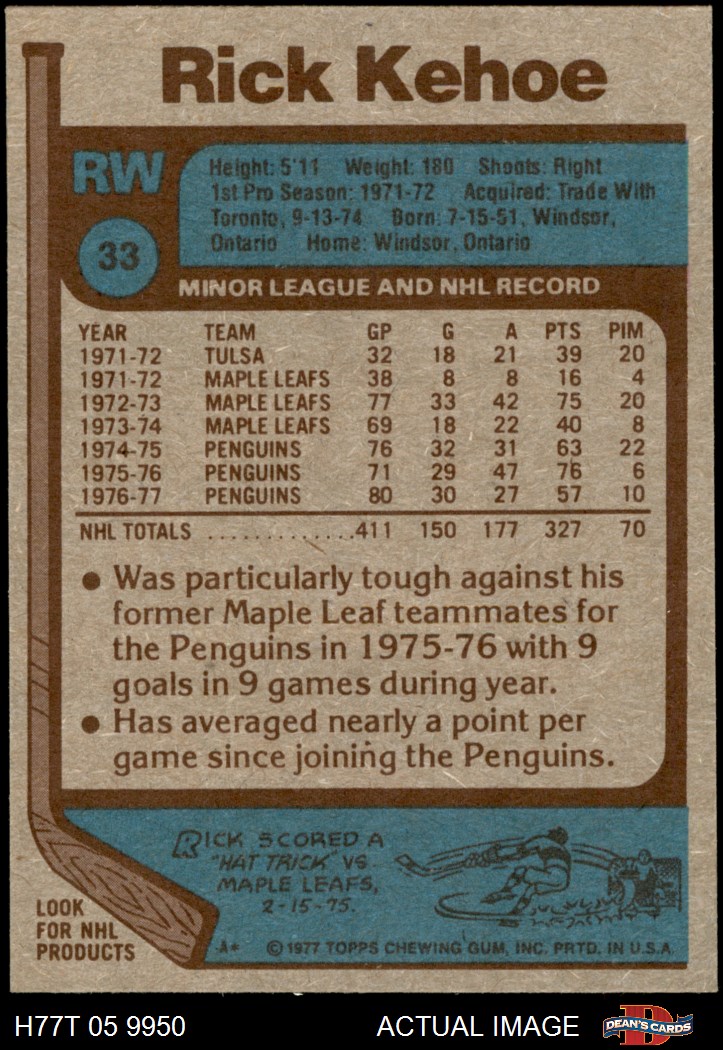 Rick Kehoe
RW
33
Height: 5'11 Weight: 180 Shoots: Right
1st Pro Season: 1971-72 Acquired: Trade With
Toronto, 9-13-74 Born: 7-15-51, Windsor,
Ontario Home: Windsor, Ontario
MINOR LEAGUE AND NHL RECORD
YEAR TEAM GP G A PTS PIM
1971-72 TULSA 32 18 21 39 20
1971-72 MAPLE LEAFS 38 8 8 16 4
1972-73 MAPLE LEAFS 77 33 42 75 20
1973-74 MAPLE LEAFS 69 18 22 40 8
1974-75 PENGUINS 76 32 31 63 22
1975-76 PENGUINS 71 29 47 76 6
1976-77 PENGUINS 80 30 27 57 10
NHL TOTALS .............411 150 177 327 70
● Was particularly tough against his
former Maple Leaf teammates for
the Penguins in 1975-76 with 9
goals in 9 games during year.
● Has averaged nearly a point per
game since joining the Penguins.
RICK SCORED A
"HAT TRICK" VS.
MAPLE LEAFS,
2-15-75.
LOOK
FOR NHL
PRODUCTS
A* © 1977 TOPPS CHEWING GUM, INC. PRTD. IN U.S.A.
H77T 05 9950 ACTUAL IMAGE
D
DEAN'S CARDS